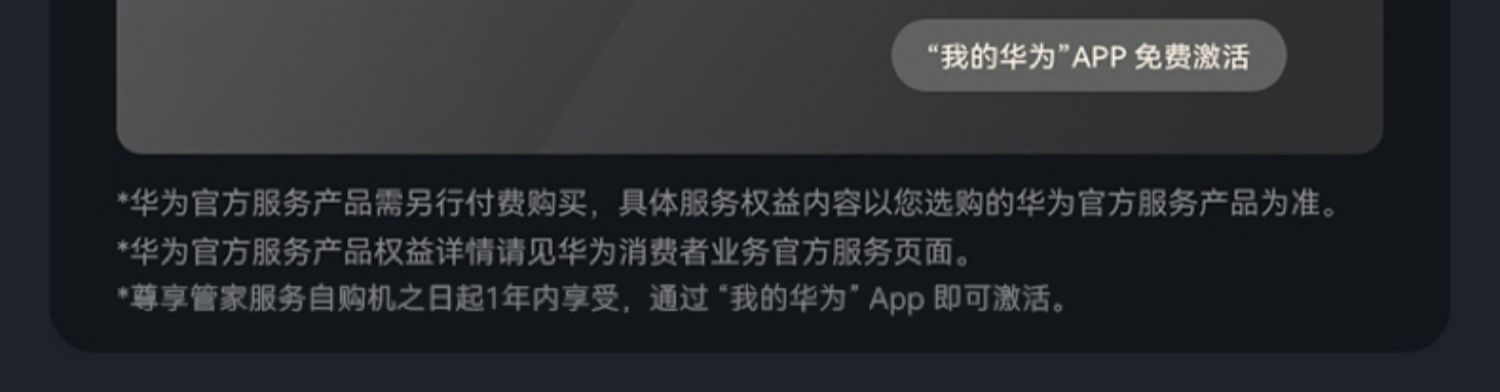 “我的华为”APP 免费激活
*华为官方服务产品需另行付费购买，具体服务权益内容以您选购的华为官方服务产品为准。
*华为官方服务产品权益详情请见华为消费者业务官方服务页面。
*尊享管家服务自购机之日起1年内享受，通过 “我的华为” App 即可激活。